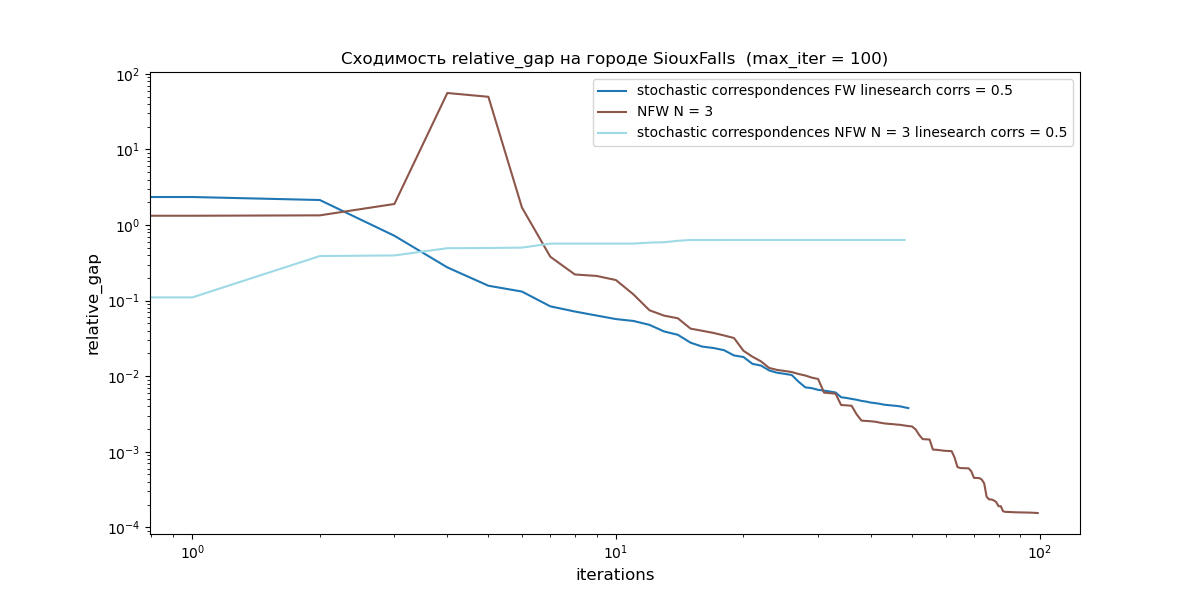 Сходимость relative_gap на городе SiouxFalls (max_iter = 100)
stochastic correspondences FW linesearch corrs = 0.5
NFW N = 3
stochastic correspondences NFW N = 3 linesearch corrs = 0.5
10²
10¹
10⁰
10⁻¹
10⁻²
10⁻³
10⁻⁴
relative_gap
10⁰ 10¹ 10²
iterations